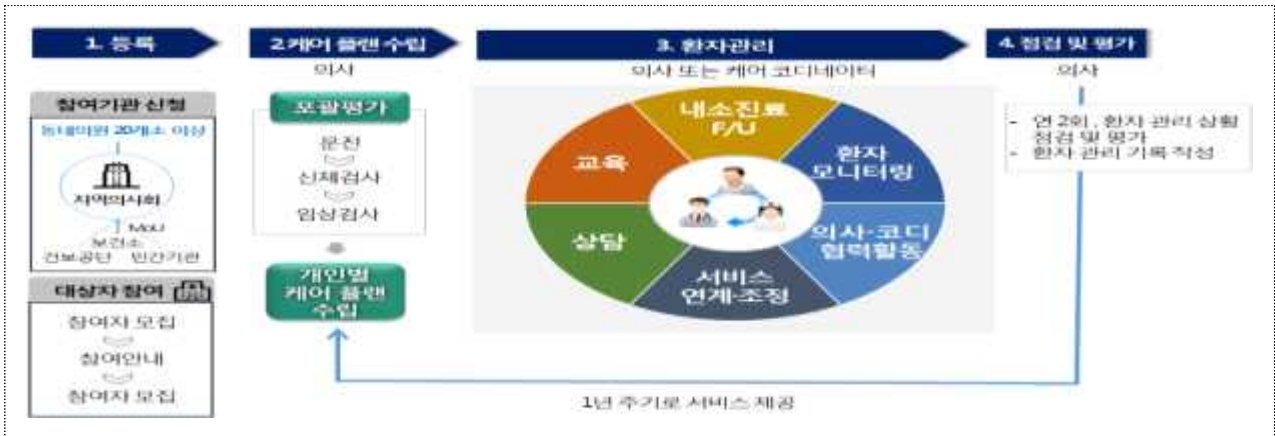 1. 등록
참여기관 신청
동네의원 20개소 이상
지역의사회
MoU
보건소
건보공단 민간기관
대상자 참여
참여자 모집
참여안내
참여자 모집
2.케어 플랜 수립
의사
포괄평가
문진
신체검사
임상검사
개인별
케어 플랜
수립
3. 환자관리
의사 또는 케어 코디네이터
내소진료
F/U
환자
모니터링
의사·코디
협력활동
서비스
연계·조정
상담
교육
4. 점검 및 평가
의사
- 연 2회, 환자 관리 상황
점검 및 평가
- 환자 관리 기록 작성
1년 주기로 서비스 제공